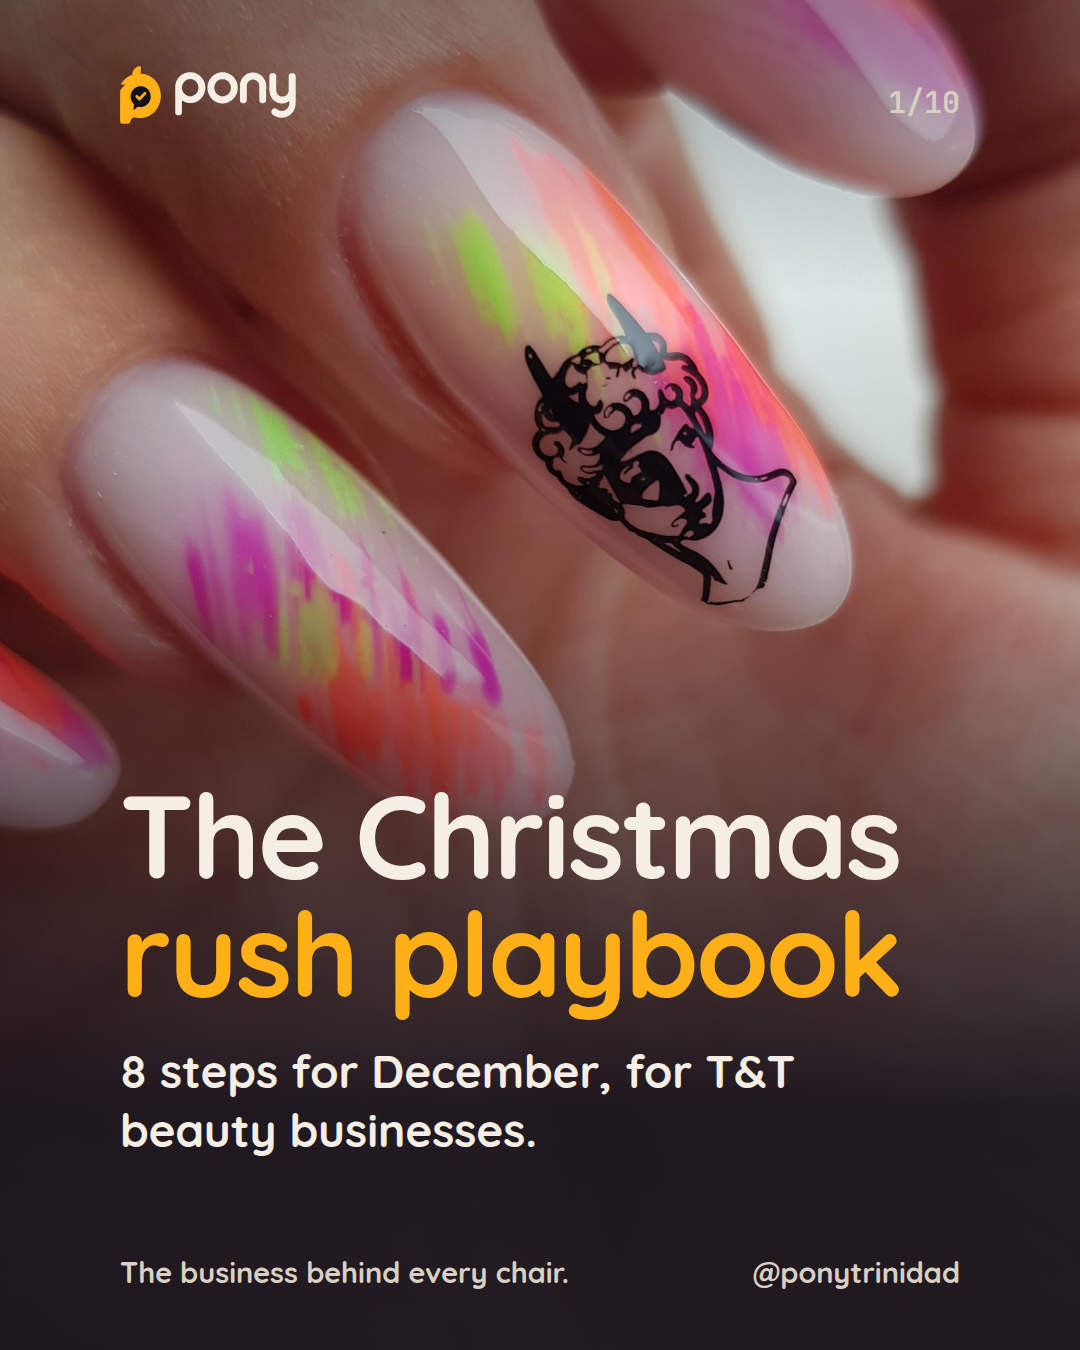 pony
1/10
The Christmas
rush playbook
8 steps for December, for T&T
beauty businesses.
The business behind every chair.
@ponytrinidad